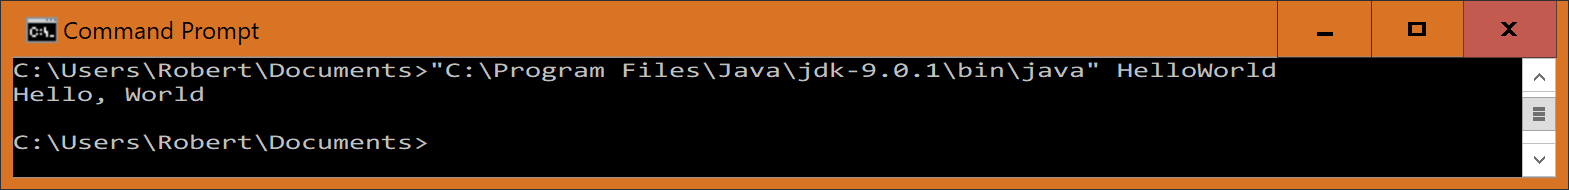 Command Prompt
C:\Users\Robert\Documents>"C:\Program Files\Java\jdk-9.0.1\bin\java" HelloWorld
Hello, World
C:\Users\Robert\Documents>